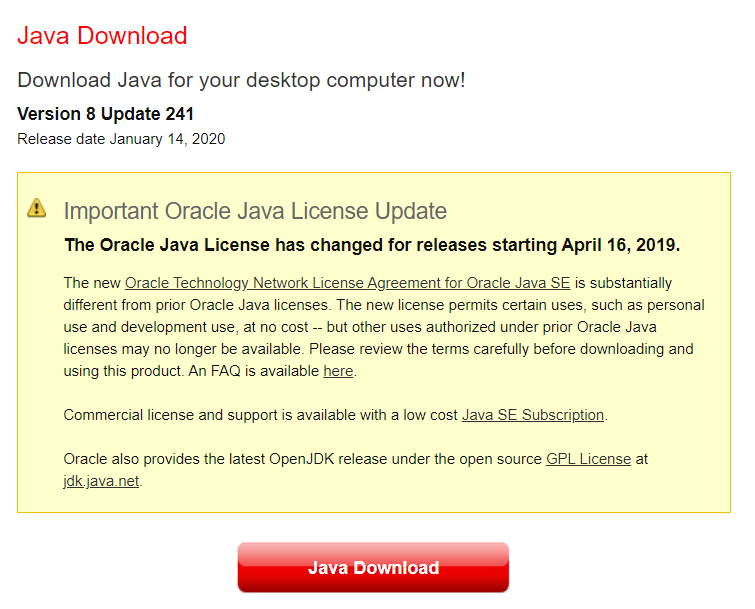 Java Download
Download Java for your desktop computer now!
Version 8 Update 241
Release date January 14, 2020
Important Oracle Java License Update
The Oracle Java License has changed for releases starting April 16, 2019.
The new Oracle Technology Network License Agreement for Oracle Java SE is substantially
different from prior Oracle Java licenses. The new license permits certain uses, such as personal
use and development use, at no cost -- but other uses authorized under prior Oracle Java
licenses may no longer be available. Please review the terms carefully before downloading and
using this product. An FAQ is available here.
Commercial license and support is available with a low cost Java SE Subscription.
Oracle also provides the latest OpenJDK release under the open source GPL License at
jdk.java.net.
Java Download